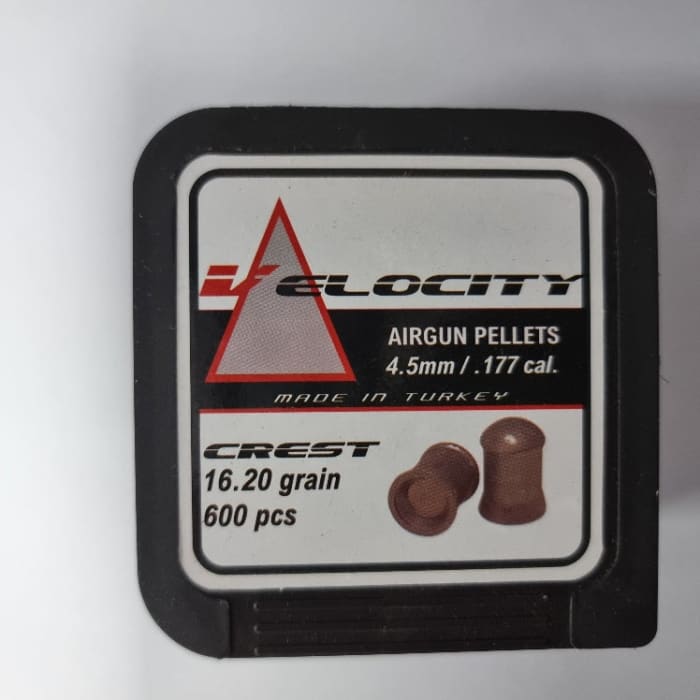 VELOCITY
AIRGUN PELLETS
4.5mm / .177 cal.
MADE IN TURKEY
CREST
16.20 grain
600 pcs